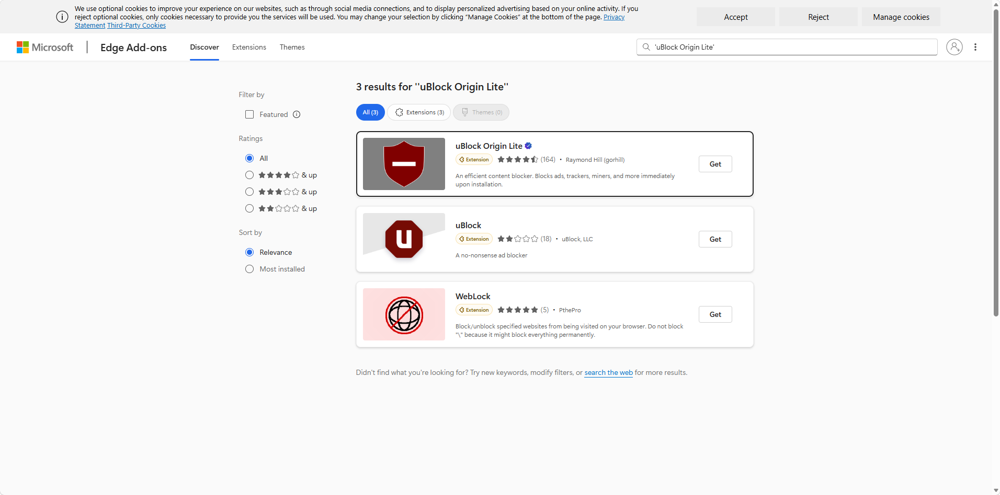 We use optional cookies to improve your experience on our websites, such as through social media connections, and to display personalized advertising based on your online activity. If you
reject optional cookies, only cookies necessary to provide you the services will be used. You may change your selection by clicking “Manage Cookies” at the bottom of the page. Privacy
Statement Third-Party Cookies
Accept
Reject
Manage cookies
Microsoft
Edge Add-ons
Discover
Extensions
Themes
'uBlock Origin Lite'
Filter by
Featured
Ratings
All
& up
& up
& up
Sort by
Relevance
Most installed
3 results for ''uBlock Origin Lite''
All (3)
Extensions (3)
Themes (0)
uBlock Origin Lite
Extension (164) • Raymond Hill (gorhill)
An efficient content blocker. Blocks ads, trackers, miners, and more immediately
upon installation.
Get
u
uBlock
Extension (18) • uBlock, LLC
A no-nonsense ad blocker
Get
WebLock
Extension (5) • PthePro
Block/unblock specified websites from being visited on your browser. Do not block
"\" because it might block everything permanently.
Get
Didn't find what you're looking for? Try new keywords, modify filters, or search the web for more results.